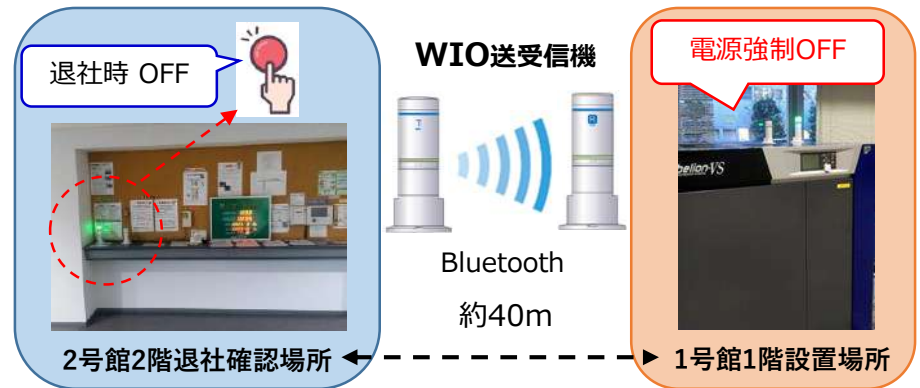 退社時 OFF
WIO送受信機
電源強制OFF
belion-VS
Bluetooth
約40m
2号館2階退社確認場所
1号館1階設置場所